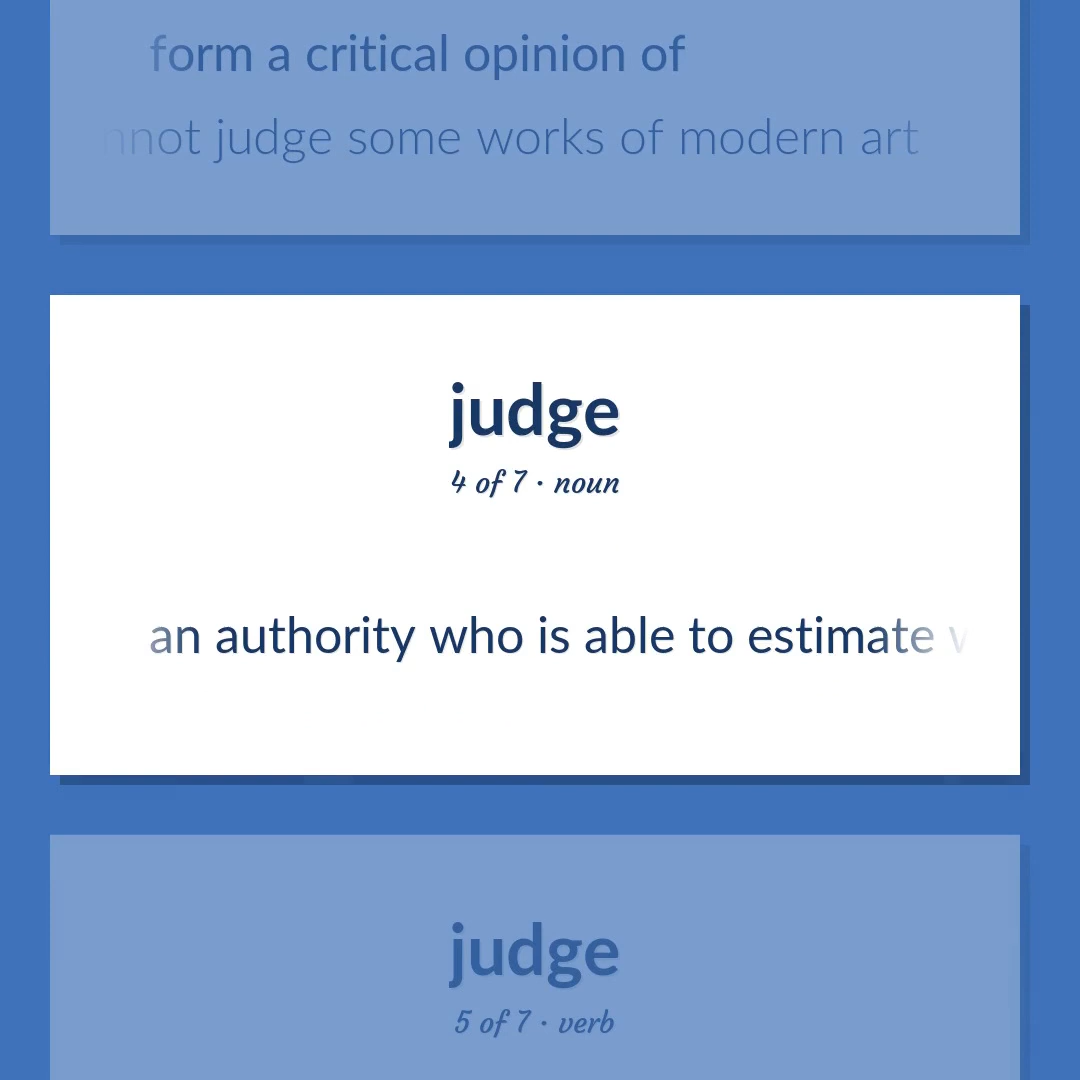 form a critical opinion of
judge some works of modern art
judge
4 of 7 · noun
an authority who is able to estimate
judge
5 of 7 · verb